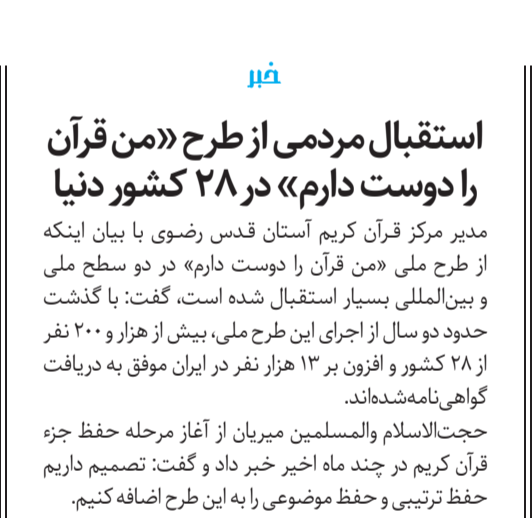 خبر
استقبال مردمی از طرح «من قرآن
را دوست دارم» در ۲۸ کشور دنیا
مدیر مرکز قرآن کریم آستان قدس رضوی با بیان اینکه
از طرح ملی «من قرآن را دوست دارم» در دو سطح ملی
و بین‌المللی بسیار استقبال شده است، گفت: با گذشت
حدود دو سال از اجرای این طرح ملی، بیش از هزار و ۲۰۰ نفر
از ۲۸ کشور و افزون بر ۱۳ هزار نفر در ایران موفق به دریافت
گواهی‌نامه‌شده‌اند.
حجت‌الاسلام والمسلمین میریان از آغاز مرحله حفظ جزء
قرآن کریم در چند ماه اخیر خبر داد و گفت: تصمیم داریم
حفظ ترتیبی و حفظ موضوعی را به این طرح اضافه کنیم.